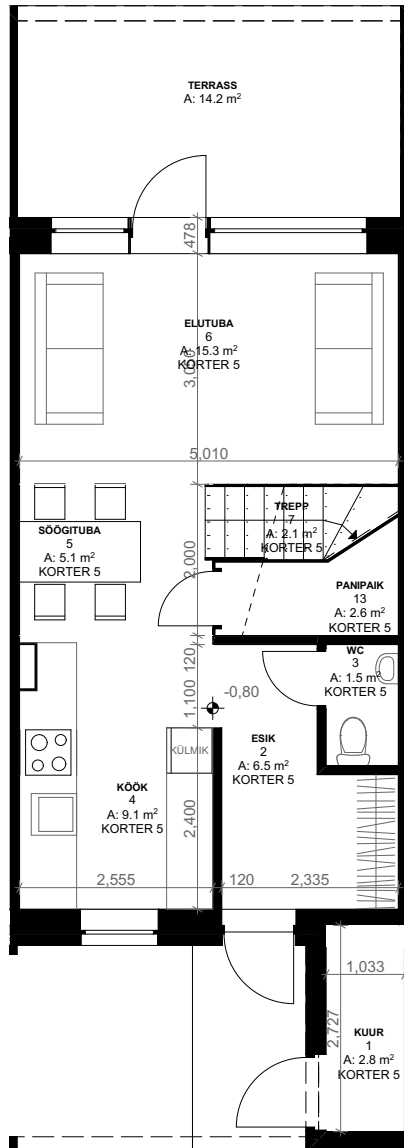 TERRASS
A: 14.2 m²
478
ELUTUBA
6
A: 15.3 m²
KORTER 5
5,010
TREPP
7
A: 2.1 m²
KORTER 5
SÖÖGITUBA
5
A: 5.1 m²
KORTER 5
2,000
PANIPAIK
13
A: 2.6 m²
KORTER 5
WC
3
A: 1.5 m²
KORTER 5
120
1,100
-0,80
ESIK
2
A: 6.5 m²
KORTER 5
KÜLMIK
KÖÖK
4
A: 9.1 m²
KORTER 5
2,400
2,555
120
2,335
1,033
2,727
KUUR
1
A: 2.8 m²
KORTER 5